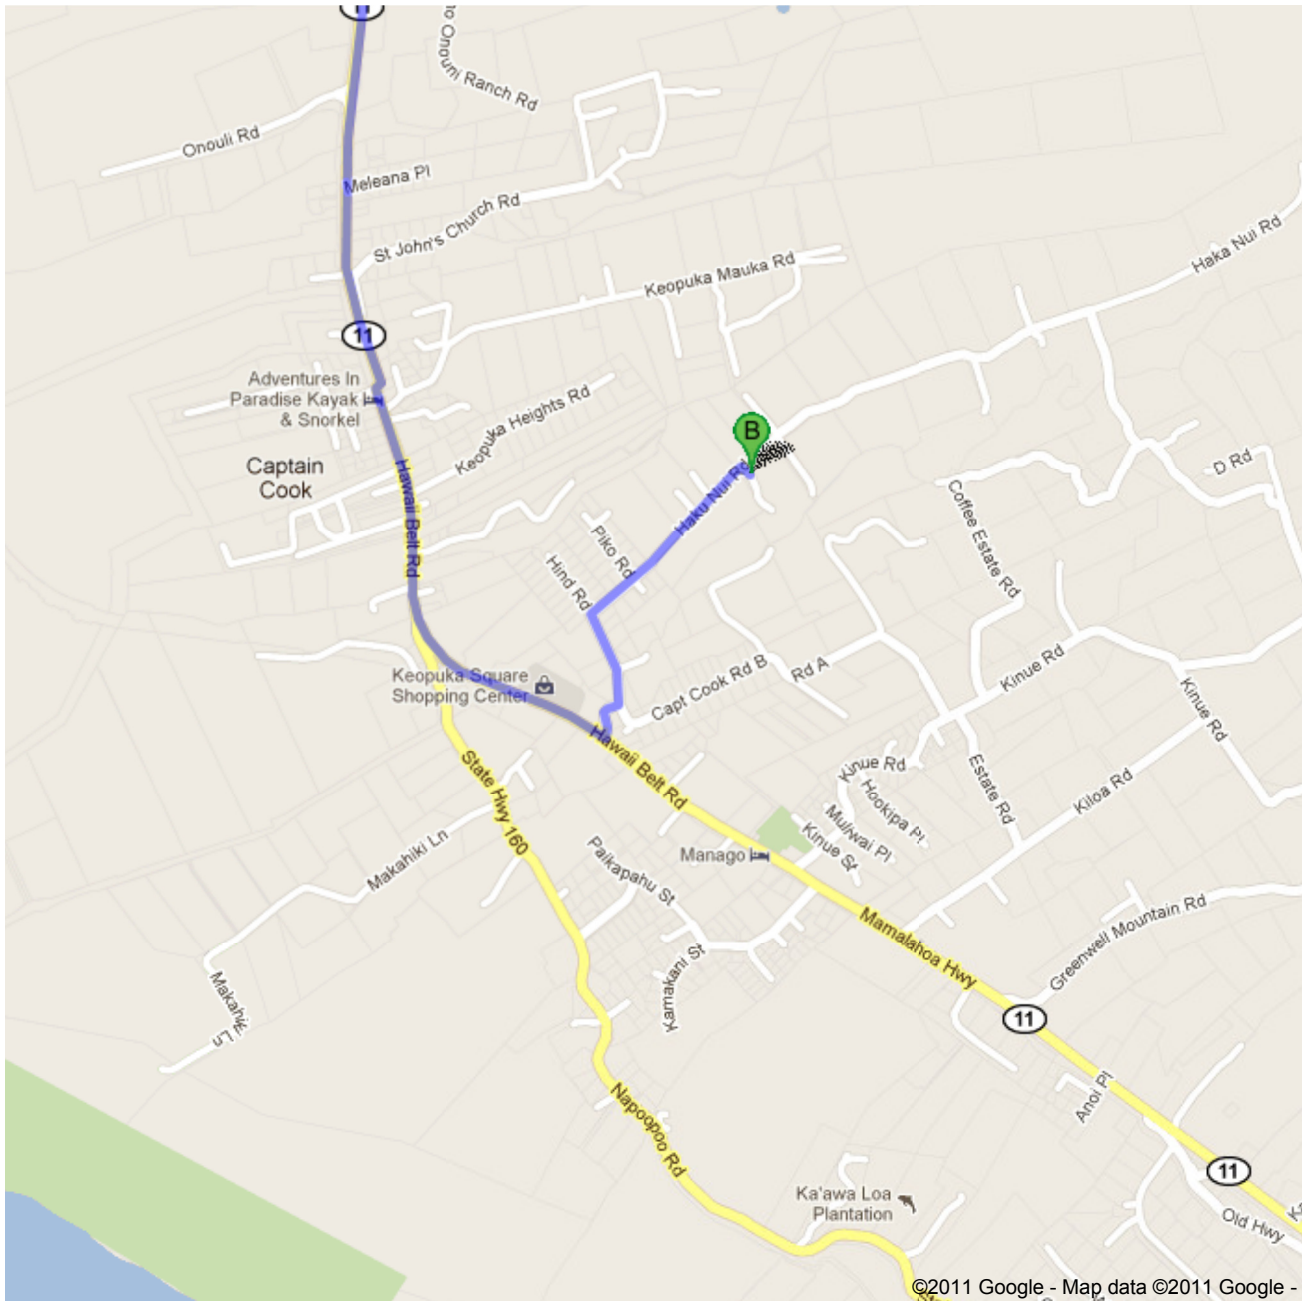 11
Onouni Ranch Rd
Onouli Rd
Meleana Pl
St John's Church Rd
Haka Nui Rd
Keopuka Mauka Rd
11
Adventures In
Paradise Kayak
& Snorkel
Keopuka Heights Rd
B
Captain
Cook
Hawaii Belt Rd
Haku Nui Rd
D Rd
Coffee Estate Rd
Piko Rd
Hind Rd
Keopuka Square
Shopping Center
Capt Cook Rd B
Rd A
Kinue Rd
Kinue Rd
Hawaii Belt Rd
State Hwy 160
Kinue Rd
Hookipa Pl
Estate Rd
Kiloa Rd
Muliwai Pl
Kinue St
Manago
Makahiki Ln
Paikapahu St
Mamalahoa Hwy
Greenwell Mountain Rd
Kamakani St
Ln
11
Anoi Pl
Napoopoo Rd
11
Ka'awa Loa
Plantation
Old Hwy
©2011 Google - Map data ©2011 Google -